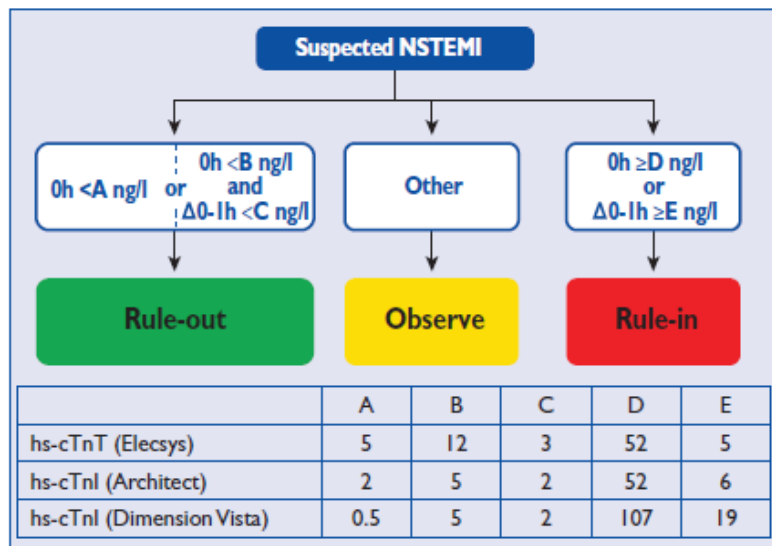 Suspected NSTEMI
0h <A ng/l or 0h <B ng/l
and
Δ0-1h <C ng/l
Other
0h ≥D ng/l
or
Δ0-1h ≥E ng/l
Rule-out
Observe
Rule-in
A B C D E
hs-cTnT (Elecsys) 5 12 3 52 5
hs-cTnI (Architect) 2 5 2 52 6
hs-cTnI (Dimension Vista) 0.5 5 2 107 19